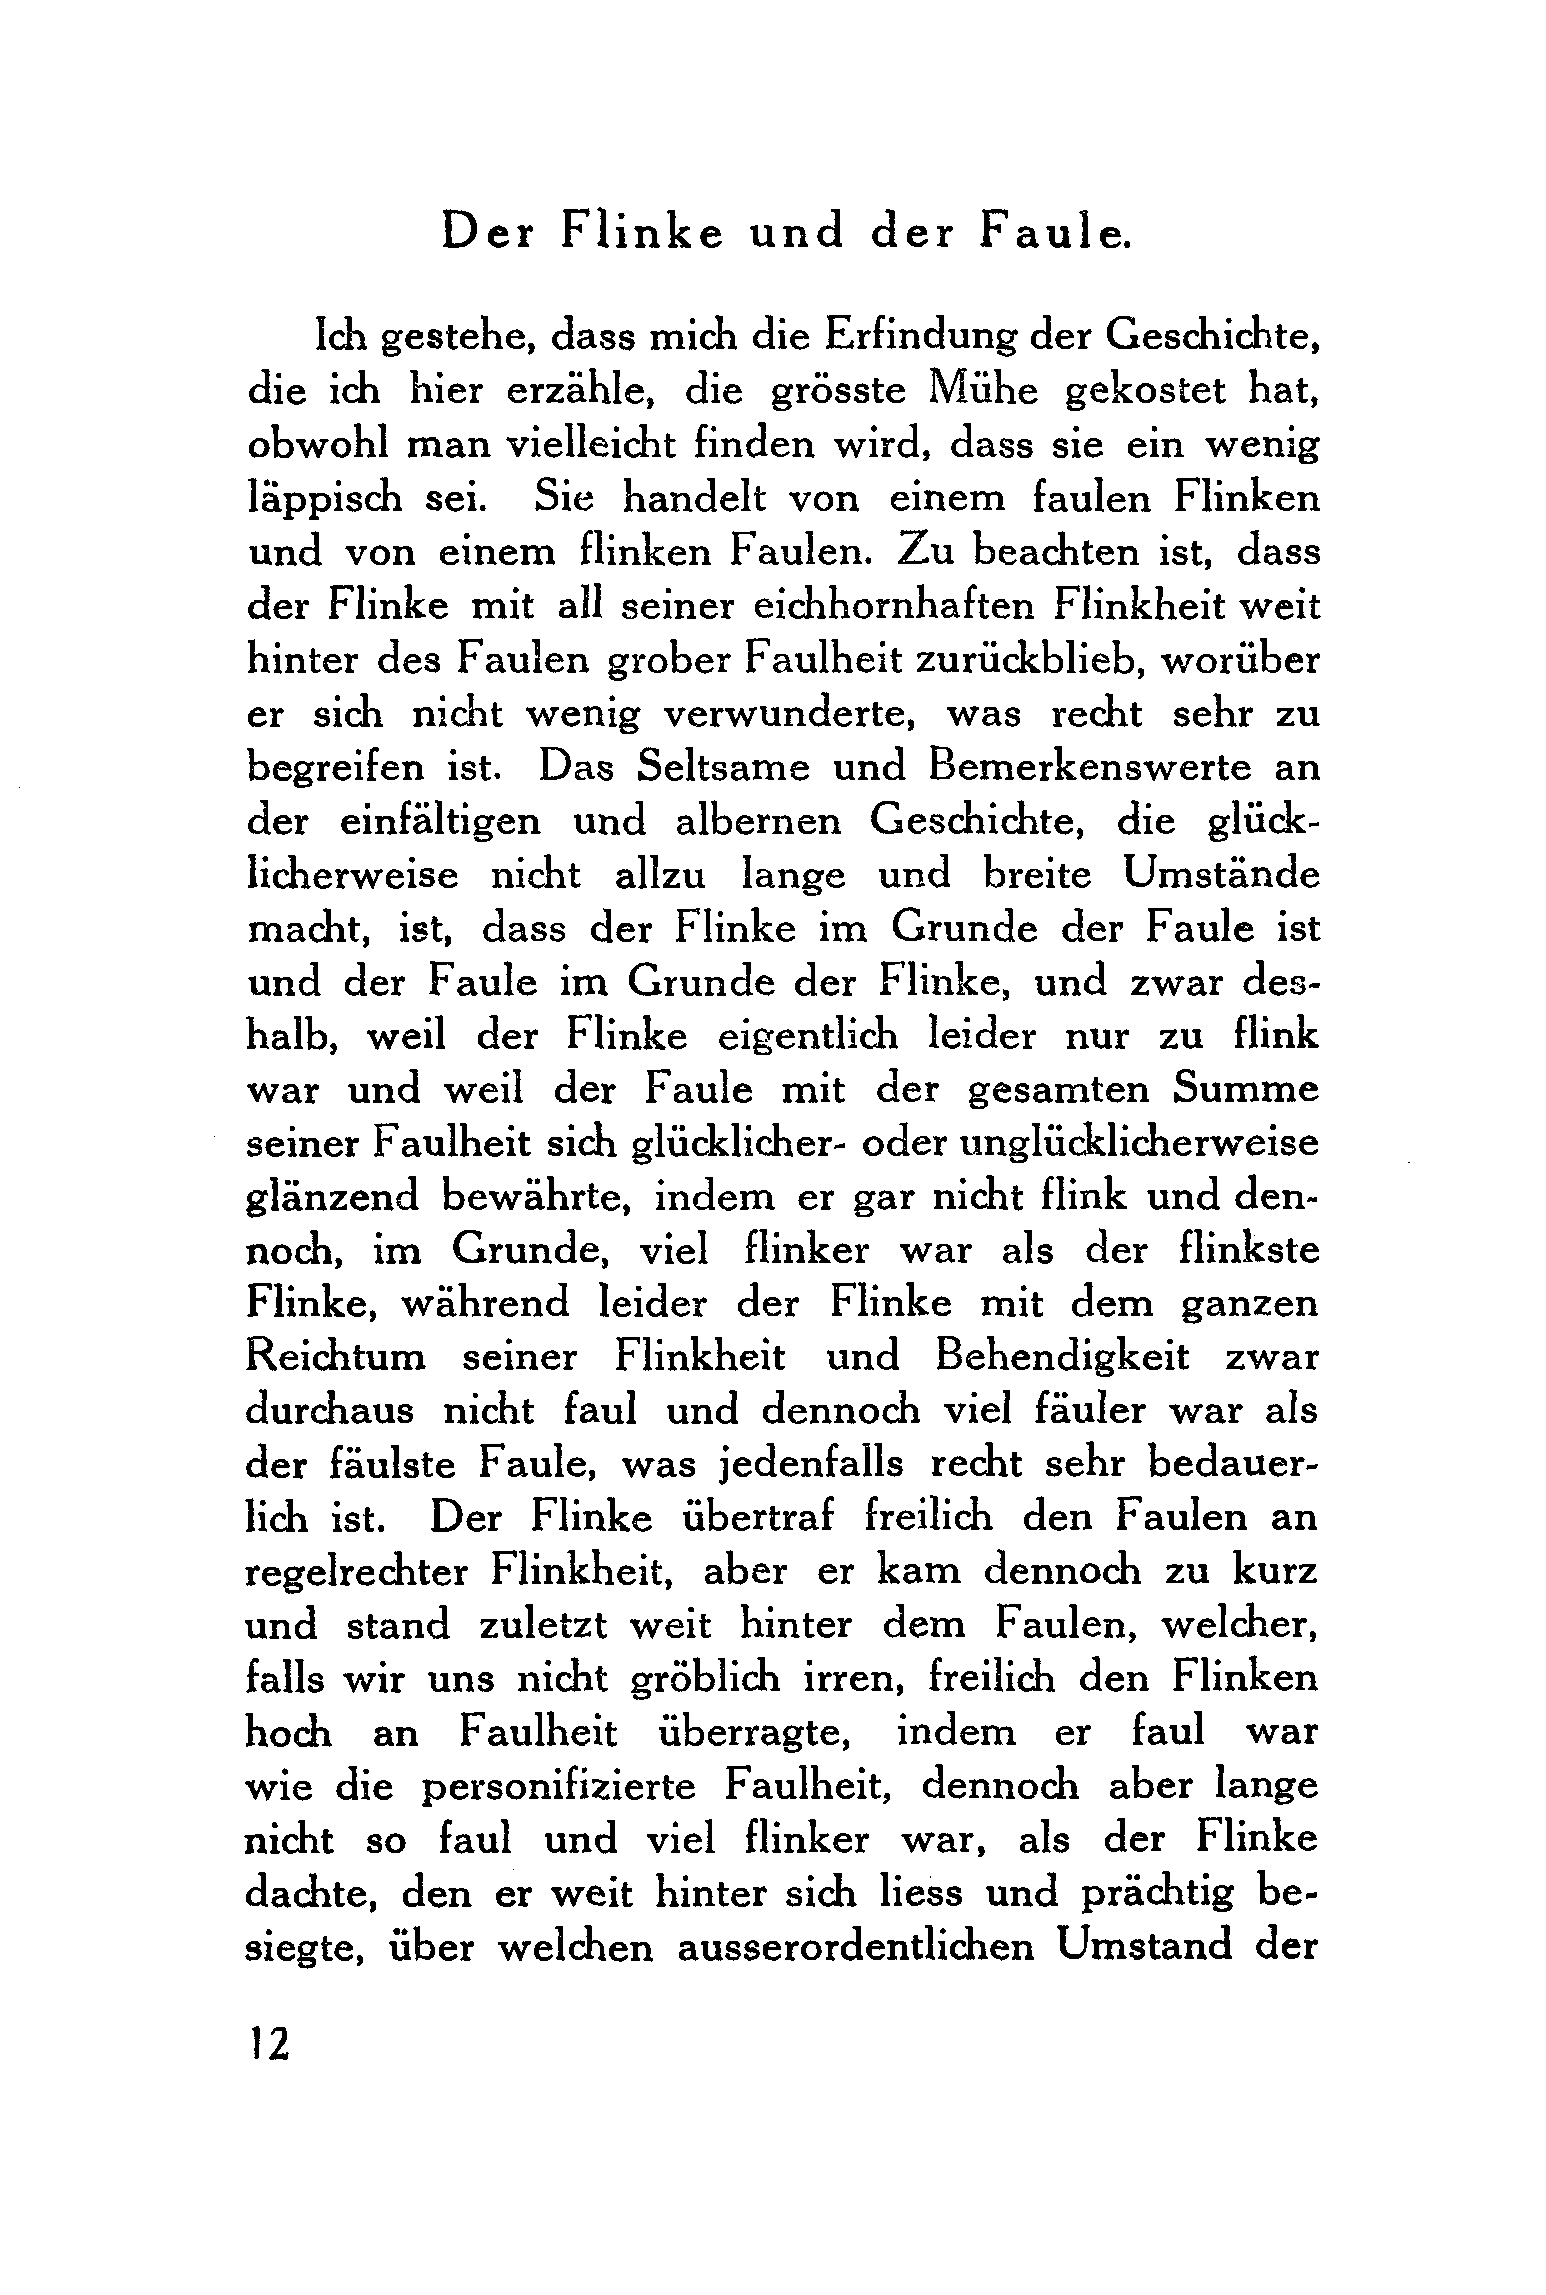 Der Flinke und der Faule.
Ich gestehe, dass mich die Erfindung der Geschichte,
die ich hier erzähle, die grösste Mühe gekostet hat,
obwohl man vielleicht finden wird, dass sie ein wenig
läppisch sei. Sie handelt von einem faulen Flinken
und von einem flinken Faulen. Zu beachten ist, dass
der Flinke mit all seiner eichhornhaften Flinkheit weit
hinter des Faulen grober Faulheit zurückblieb, worüber
er sich nicht wenig verwunderte, was recht sehr zu
begreifen ist. Das Seltsame und Bemerkenswerte an
der einfältigen und albernen Geschichte, die glück-
licherweise nicht allzu lange und breite Umstände
macht, ist, dass der Flinke im Grunde der Faule ist
und der Faule im Grunde der Flinke, und zwar des-
halb, weil der Flinke eigentlich leider nur zu flink
war und weil der Faule mit der gesamten Summe
seiner Faulheit sich glücklicher- oder unglücklicherweise
glänzend bewährte, indem er gar nicht flink und den-
noch, im Grunde, viel flinker war als der flinkste
Flinke, während leider der Flinke mit dem ganzen
Reichtum seiner Flinkheit und Behendigkeit zwar
durchaus nicht faul und dennoch viel fäuler war als
der fäulste Faule, was jedenfalls recht sehr bedauer-
lich ist. Der Flinke übertraf freilich den Faulen an
regelrechter Flinkheit, aber er kam dennoch zu kurz
und stand zuletzt weit hinter dem Faulen, welcher,
falls wir uns nicht gröblich irren, freilich den Flinken
hoch an Faulheit überragte, indem er faul war
wie die personifizierte Faulheit, dennoch aber lange
nicht so faul und viel flinker war, als der Flinke
dachte, den er weit hinter sich liess und prächtig be-
siegte, über welchen ausserordentlichen Umstand der
12